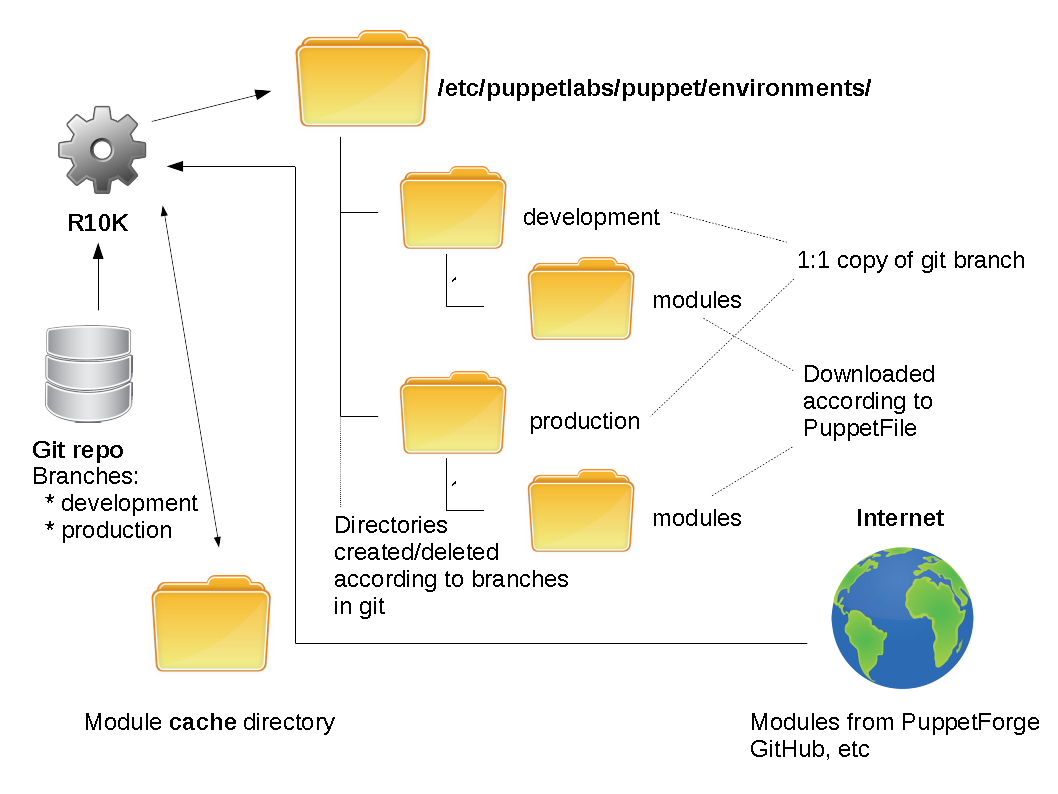 /etc/puppetlabs/puppet/environments/
R10K
development
1:1 copy of git branch
modules
Downloaded
according to
PuppetFile
production
Git repo
Branches:
* development
* production
modules
Internet
Directories
created/deleted
according to branches
in git
Module cache directory
Modules from PuppetForge
GitHub, etc